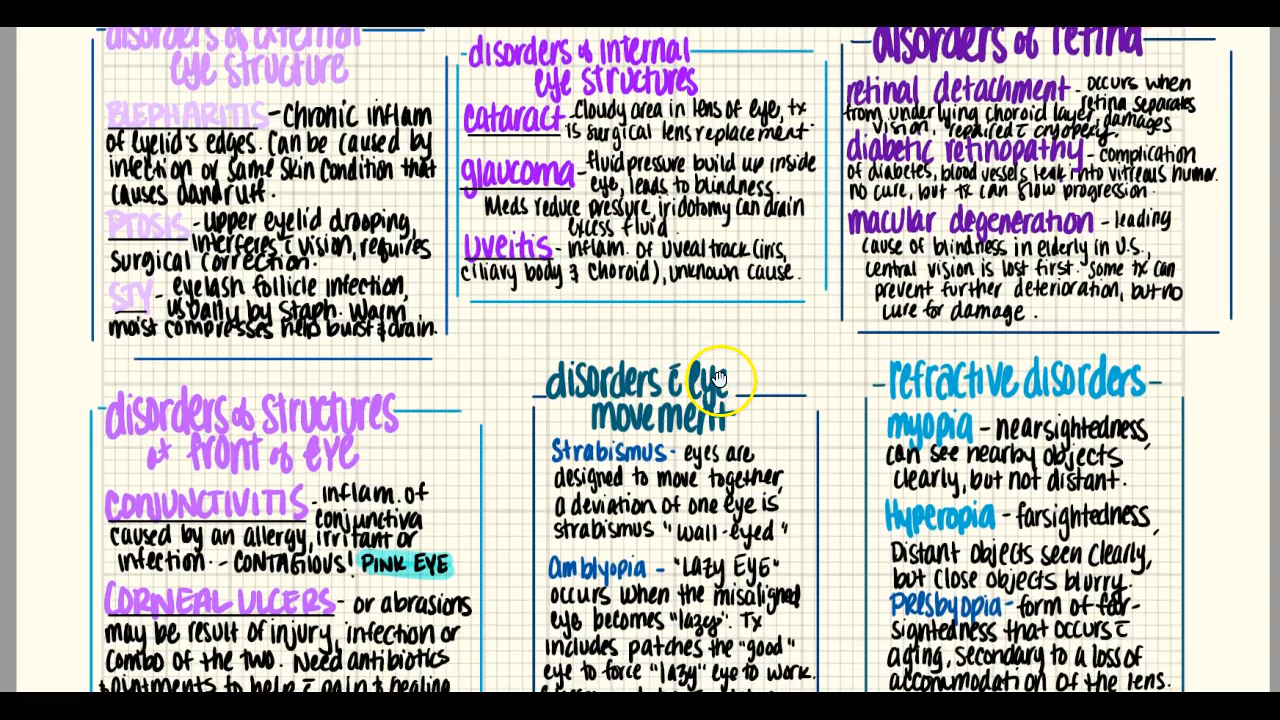 disorders of external
eye structure
BLEPHARITIS - Chronic inflam
of eyelid's edges. Can be caused by
infection or same skin condition that
causes dandruff.
PTOSIS - upper eyelid drooping,
interferes c̄ vision, requires
surgical correction.
STY - eyelash follicle infection,
usually by staph. Warm
moist compresses help burst & drain.
disorders of internal
eye structures
cataract - Cloudy area in lens of eye, tx
is surgical lens replacement.
glaucoma - fluid pressure build up inside
eye, leads to blindness.
Meds reduce pressure, iridotomy can drain
excess fluid.
Uveitis - inflam. of uveal track (iris,
ciliary body & choroid), unknown cause.
disorders of retina
retinal detachment - occurs when
retina separates
from underlying choroid layer, damages
vision, repaired c̄ cryopexy.
diabetic retinopathy - complication
of diabetes, blood vessels leak into vitreous humor.
no cure, but tx can slow progression.
macular degeneration - leading
cause of blindness in elderly in U.S.,
central vision is lost first. some tx can
prevent further deterioration, but no
cure for damage.
disorders of structures
at front of eye
CONJUNCTIVITIS - inflam. of
conjunctiva
caused by an allergy, irritant or
infection. - CONTAGIOUS! PINK EYE
CORNEAL ULCERS - or abrasions
may be result of injury, infection or
combo of the two. Need antibiotics
& ointments to help c̄ pain & healing
disorders c̄ eye
movement
Strabismus - eyes are
designed to move together,
a deviation of one eye is
strabismus "wall-eyed"
Amblyopia - "LAZY EYE"
occurs when the misaligned
eye becomes "lazy". Tx
includes patches the "good"
eye to force "lazy" eye to work.
- refractive disorders -
myopia - nearsightedness,
can see nearby objects
clearly, but not distant.
Hyperopia - farsightedness,
Distant objects seen clearly,
but close objects blurry.
Presbyopia - form of far-
sightedness that occurs c̄
aging, secondary to a loss of
accommodation of the lens.